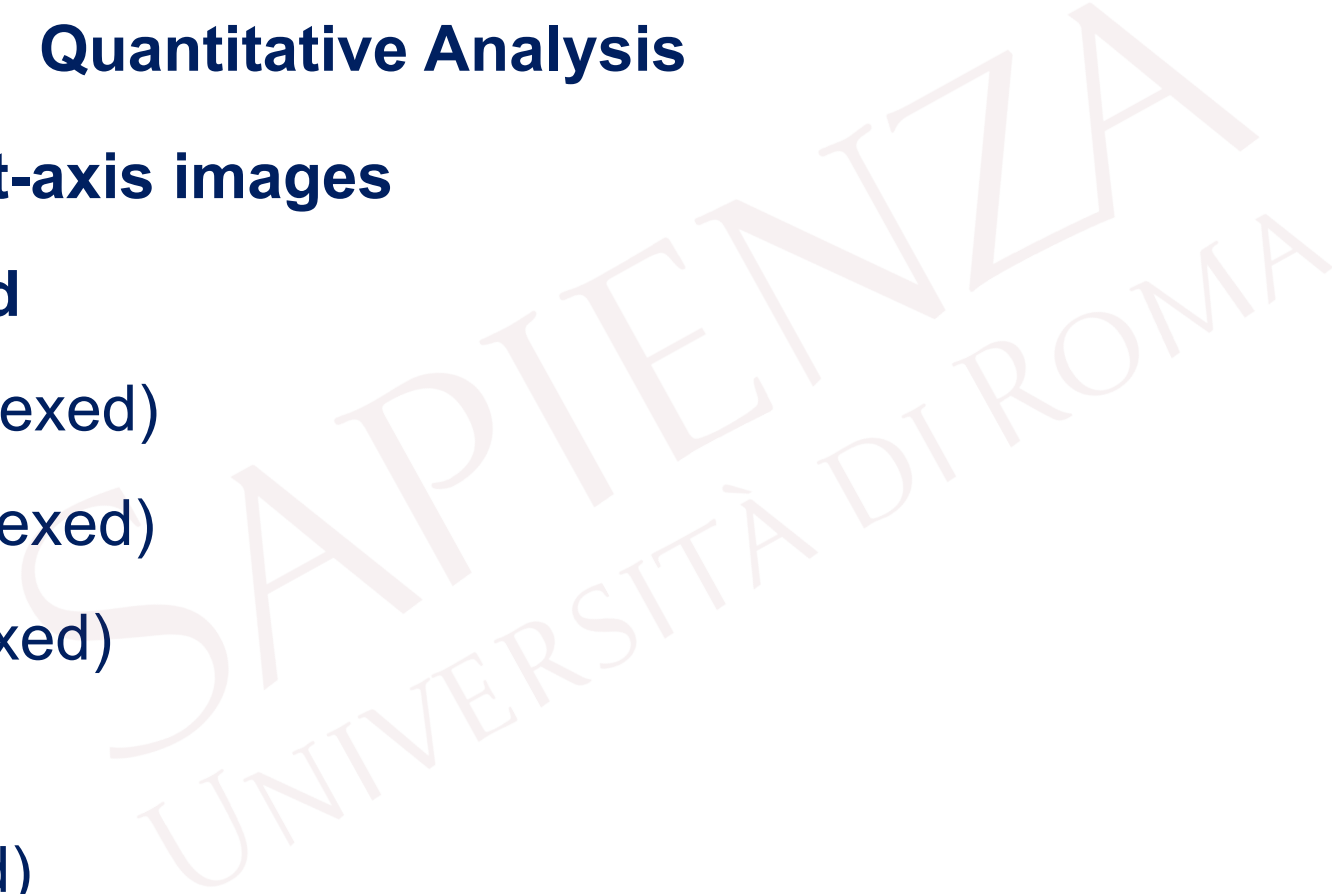 Quantitative Analysis
t-axis images
d
exed)
exed)
xed)
d)
SAPIENZA
UNIVERSITÀ DI ROMA